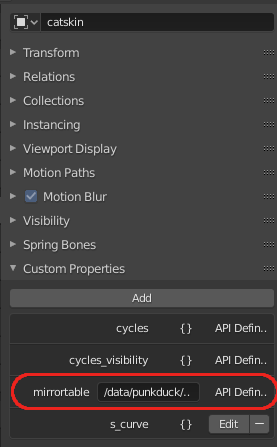 catskin
Transform
Relations
Collections
Instancing
Viewport Display
Motion Paths
Motion Blur
Visibility
Spring Bones
Custom Properties
Add
cycles {} API Defin..
cycles_visibility {} API Defin..
mirrortable /data/punkduck/.. API Defin..
s_curve {} Edit −